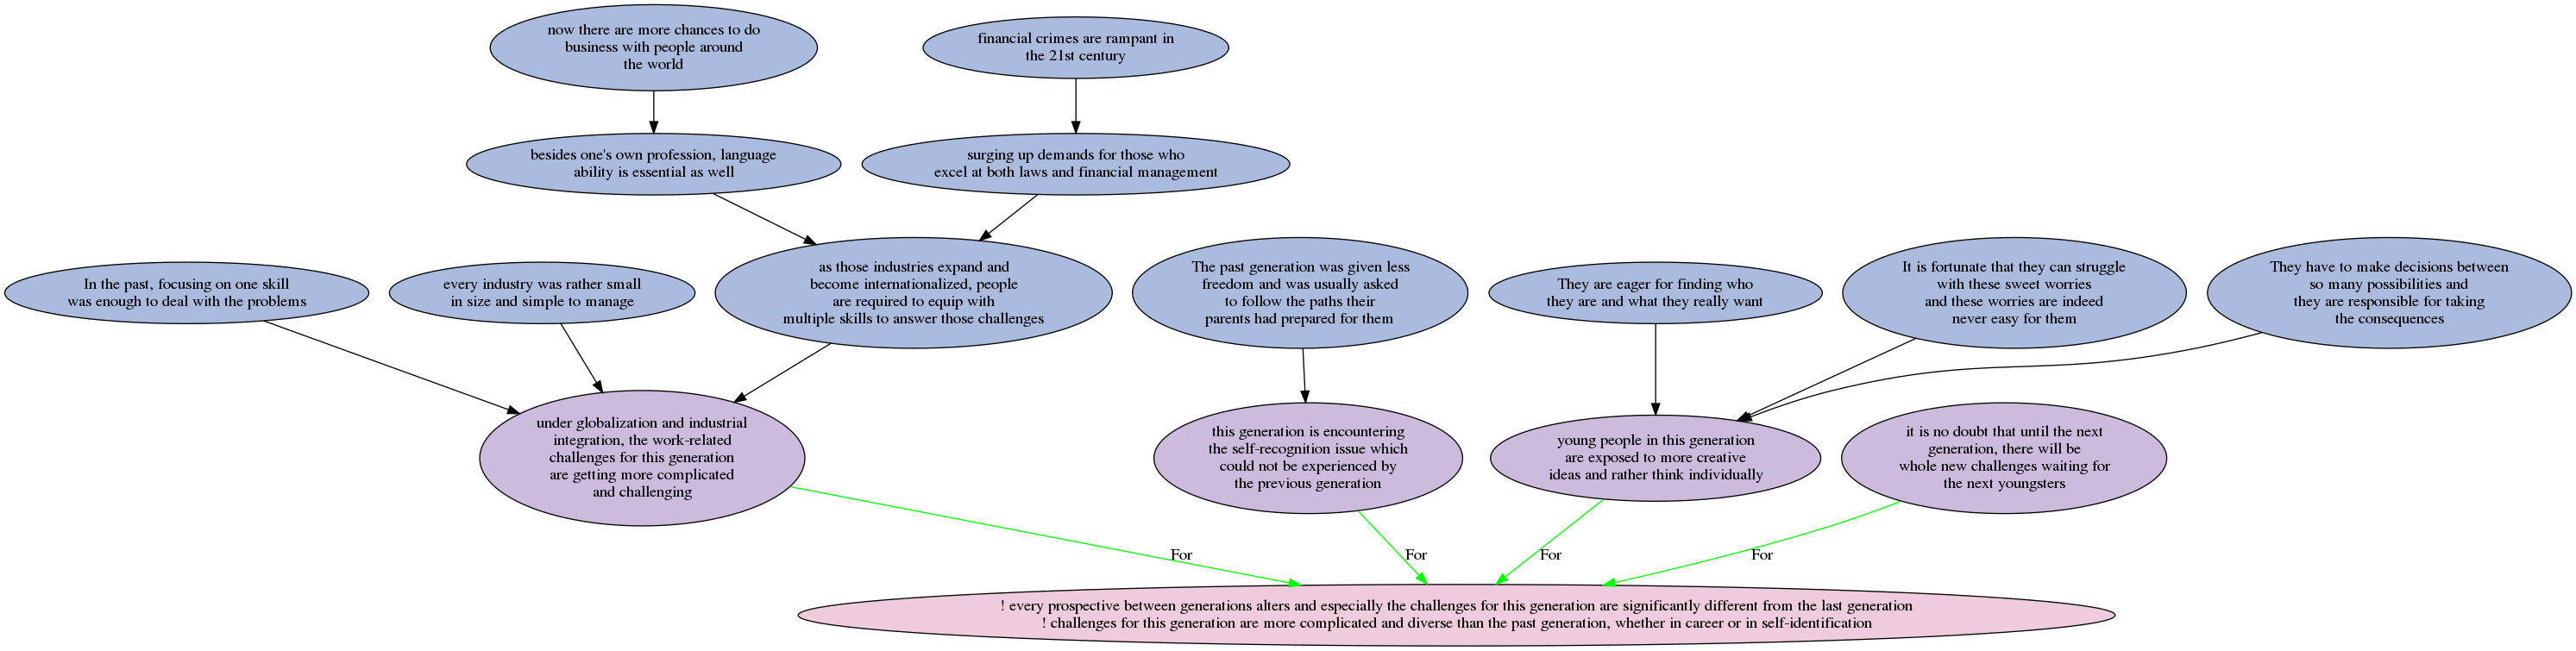 now there are more chances to do
business with people around
the world
financial crimes are rampant in
the 21st century
besides one's own profession, language
ability is essential as well
surging up demands for those who
excel at both laws and financial management
In the past, focusing on one skill
was enough to deal with the problems
every industry was rather small
in size and simple to manage
as those industries expand and
become internationalized, people
are required to equip with
multiple skills to answer those challenges
The past generation was given less
freedom and was usually asked
to follow the paths their
parents had prepared for them
They are eager for finding who
they are and what they really want
It is fortunate that they can struggle
with these sweet worries
and these worries are indeed
never easy for them
They have to make decisions between
so many possibilities and
they are responsible for taking
the consequences
under globalization and industrial
integration, the work-related
challenges for this generation
are getting more complicated
and challenging
this generation is encountering
the self-recognition issue which
could not be experienced by
the previous generation
young people in this generation
are exposed to more creative
ideas and rather think individually
it is no doubt that until the next
generation, there will be
whole new challenges waiting for
the next youngsters
For
For
For
For
! every prospective between generations alters and especially the challenges for this generation are significantly different from the last generation
! challenges for this generation are more complicated and diverse than the past generation, whether in career or in self-identification